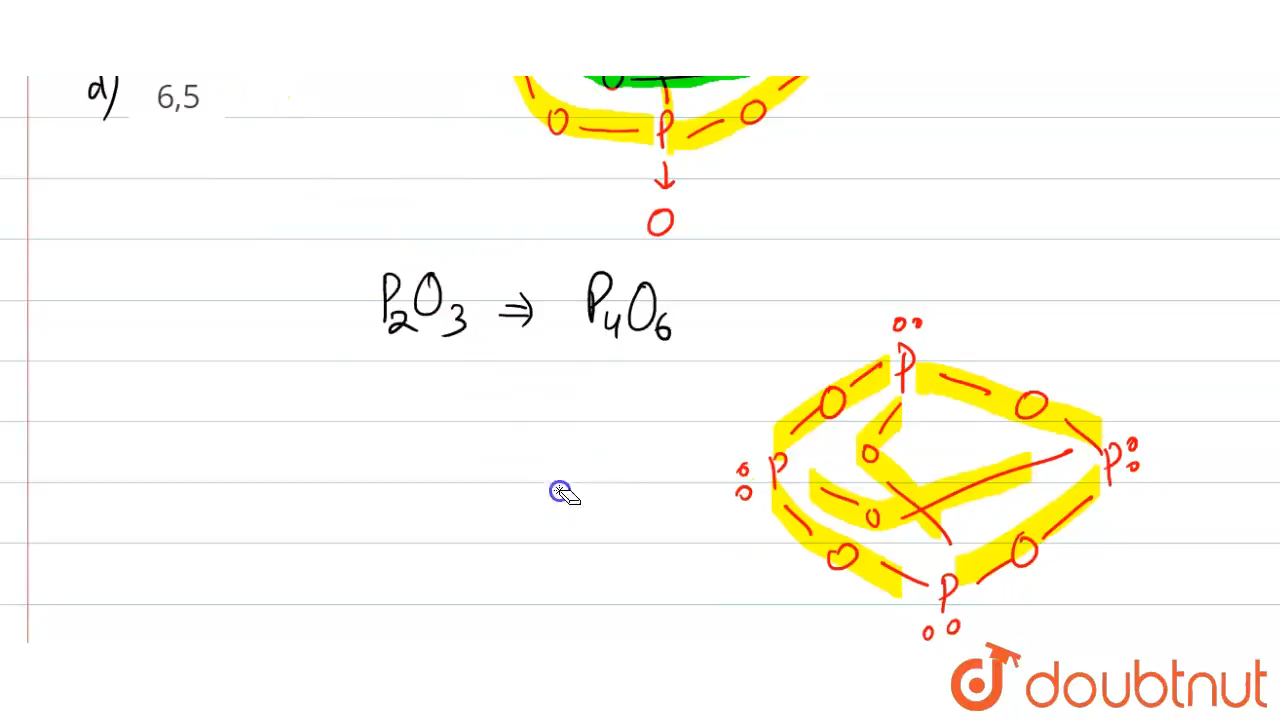 d) 6,5
O
O P O
O
P2O3 ⇒ P4O6
P
O O
O
P P
O
O O
P
doubtnut